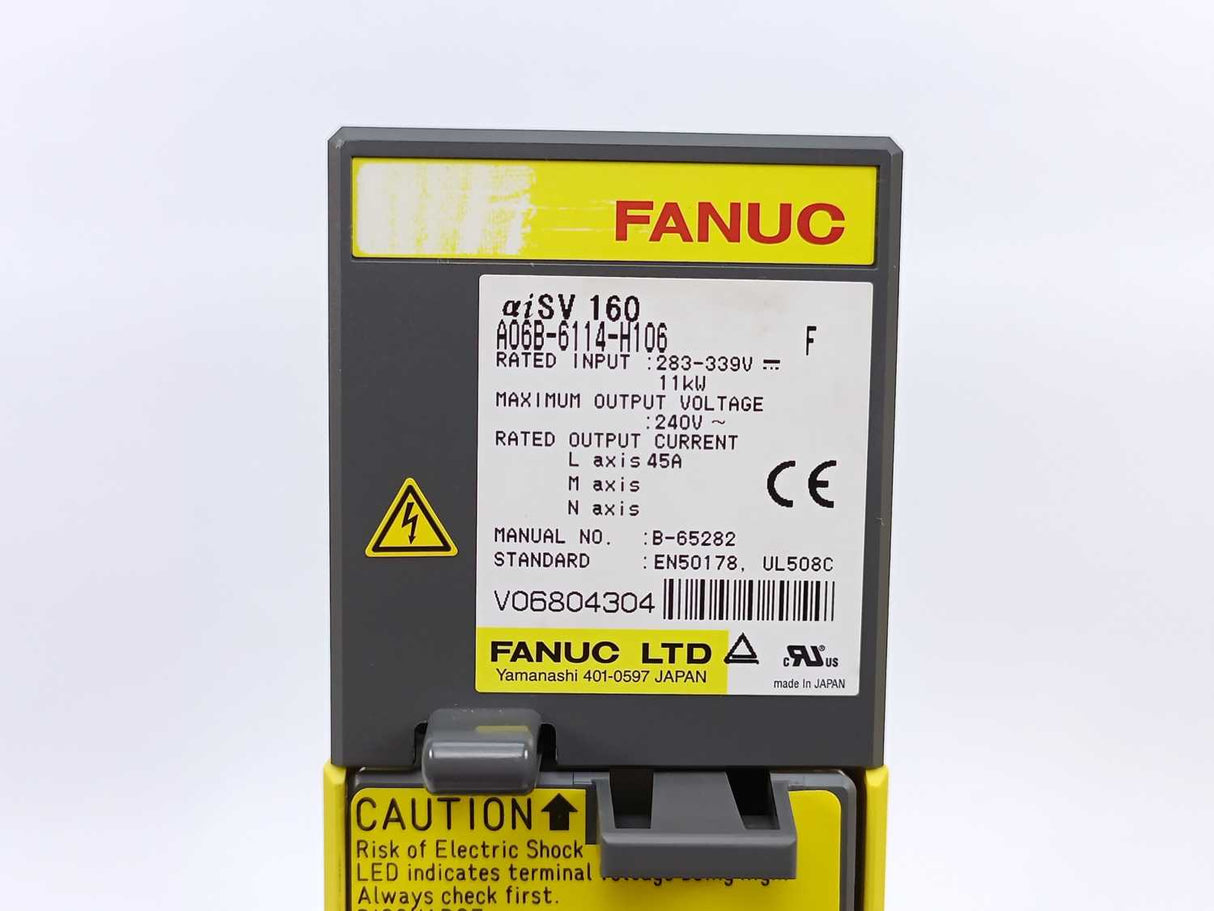 FANUC
αiSV 160
A06B-6114-H106 F
RATED INPUT :283-339V ⎓
11kW
MAXIMUM OUTPUT VOLTAGE
:240V ~
RATED OUTPUT CURRENT
L axis 45A
M axis
N axis
CE
MANUAL NO. :B-65282
STANDARD :EN50178, UL508C
V06804304
FANUC LTD
Yamanashi 401-0597 JAPAN
c RU US
made in JAPAN
CAUTION
Risk of Electric Shock
LED indicates terminal
Always check first.